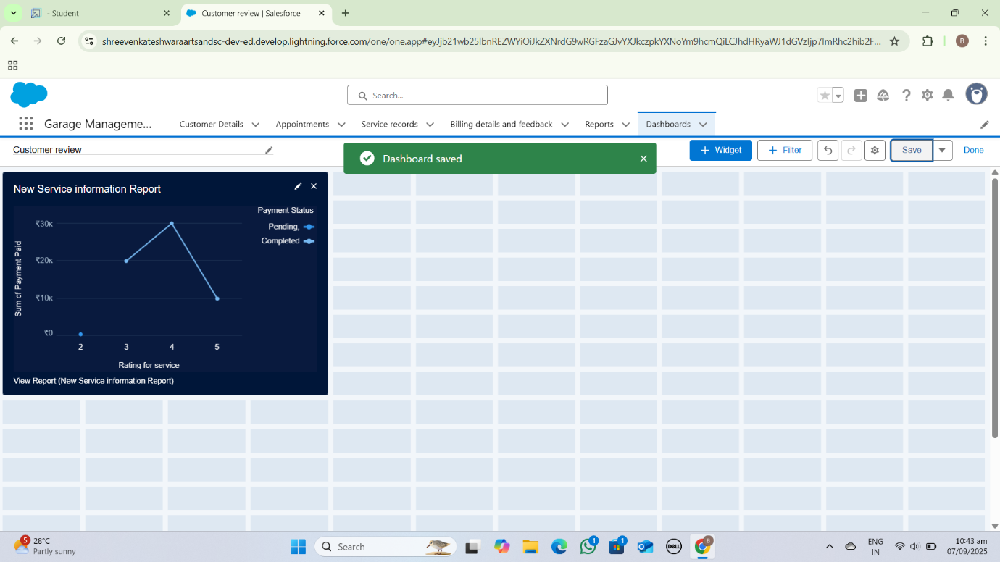 - Student
Customer review | Salesforce
shreevenkateshwaraartsandsc-dev-ed.develop.lightning.force.com/one/one.app#eyJjb21wb25lbnREZWYiOiJkZXNrdG9wRGFzaGJvYXJkczpkYXNoYm9hcmQiLCJhdHRyaWJ1dGVzIjp7ImRhc2hib2F...
B
Search...
Garage Manageme...
Customer Details
Appointments
Service records
Billing details and feedback
Reports
Dashboards
Customer review
Dashboard saved
+ Widget
+ Filter
Save
Done
New Service information Report
Payment Status
Pending,
Completed
Sum of Payment Paid
₹30K
₹20K
₹10K
₹0
2 3 4 5
Rating for service
View Report (New Service information Report)
5
28°C
Partly sunny
Search
1
1
DELL
B
ENG
IN
10:43 am
07/09/2025